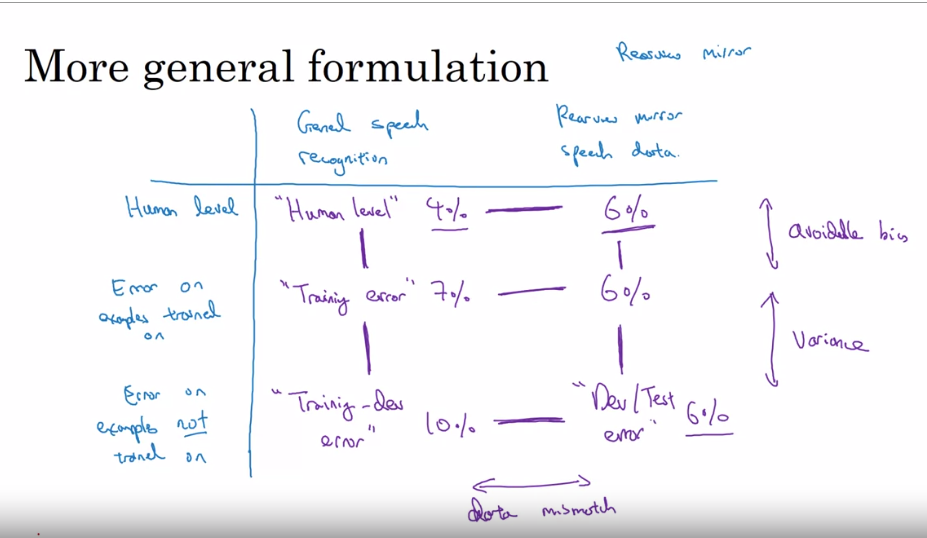 More general formulation
Rearview mirror
General speech
recognition
Rearview mirror
speech data.
Human level
"Human level" 4%
6%
avoidable bias
Error on
examples trained
on
"Training error" 7%
6%
Variance
Error on
examples not
trained on
"Training-dev
error" 10%
"Dev/Test
error" 6%
data mismatch